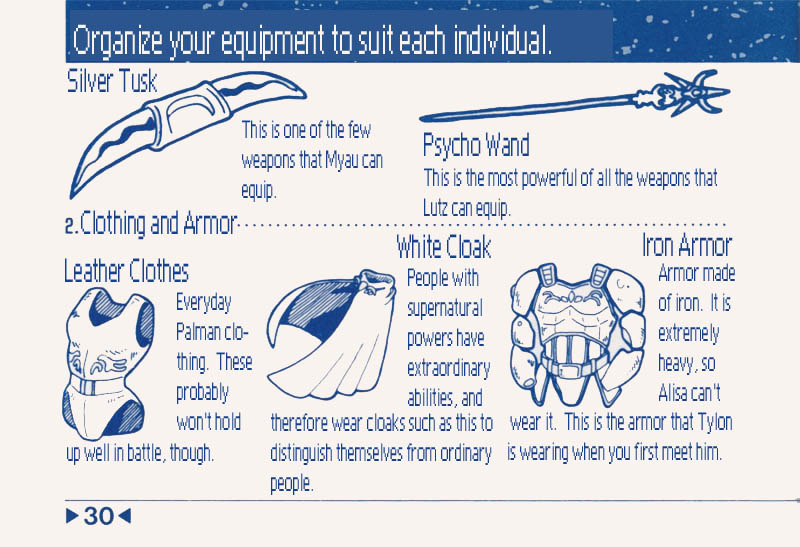 Organize your equipment to suit each individual.
Silver Tusk
This is one of the few
weapons that Myau can
equip.
Psycho Wand
This is the most powerful of all the weapons that
Lutz can equip.
2.Clothing and Armor
Leather Clothes
Everyday
Palman clo-
thing. These
probably
won't hold
up well in battle, though.
White Cloak
People with
supernatural
powers have
extraordinary
abilities, and
therefore wear cloaks such as this to
distinguish themselves from ordinary
people.
Iron Armor
Armor made
of iron. It is
extremely
heavy, so
Alisa can't
wear it. This is the armor that Tylon
is wearing when you first meet him.
►30◄